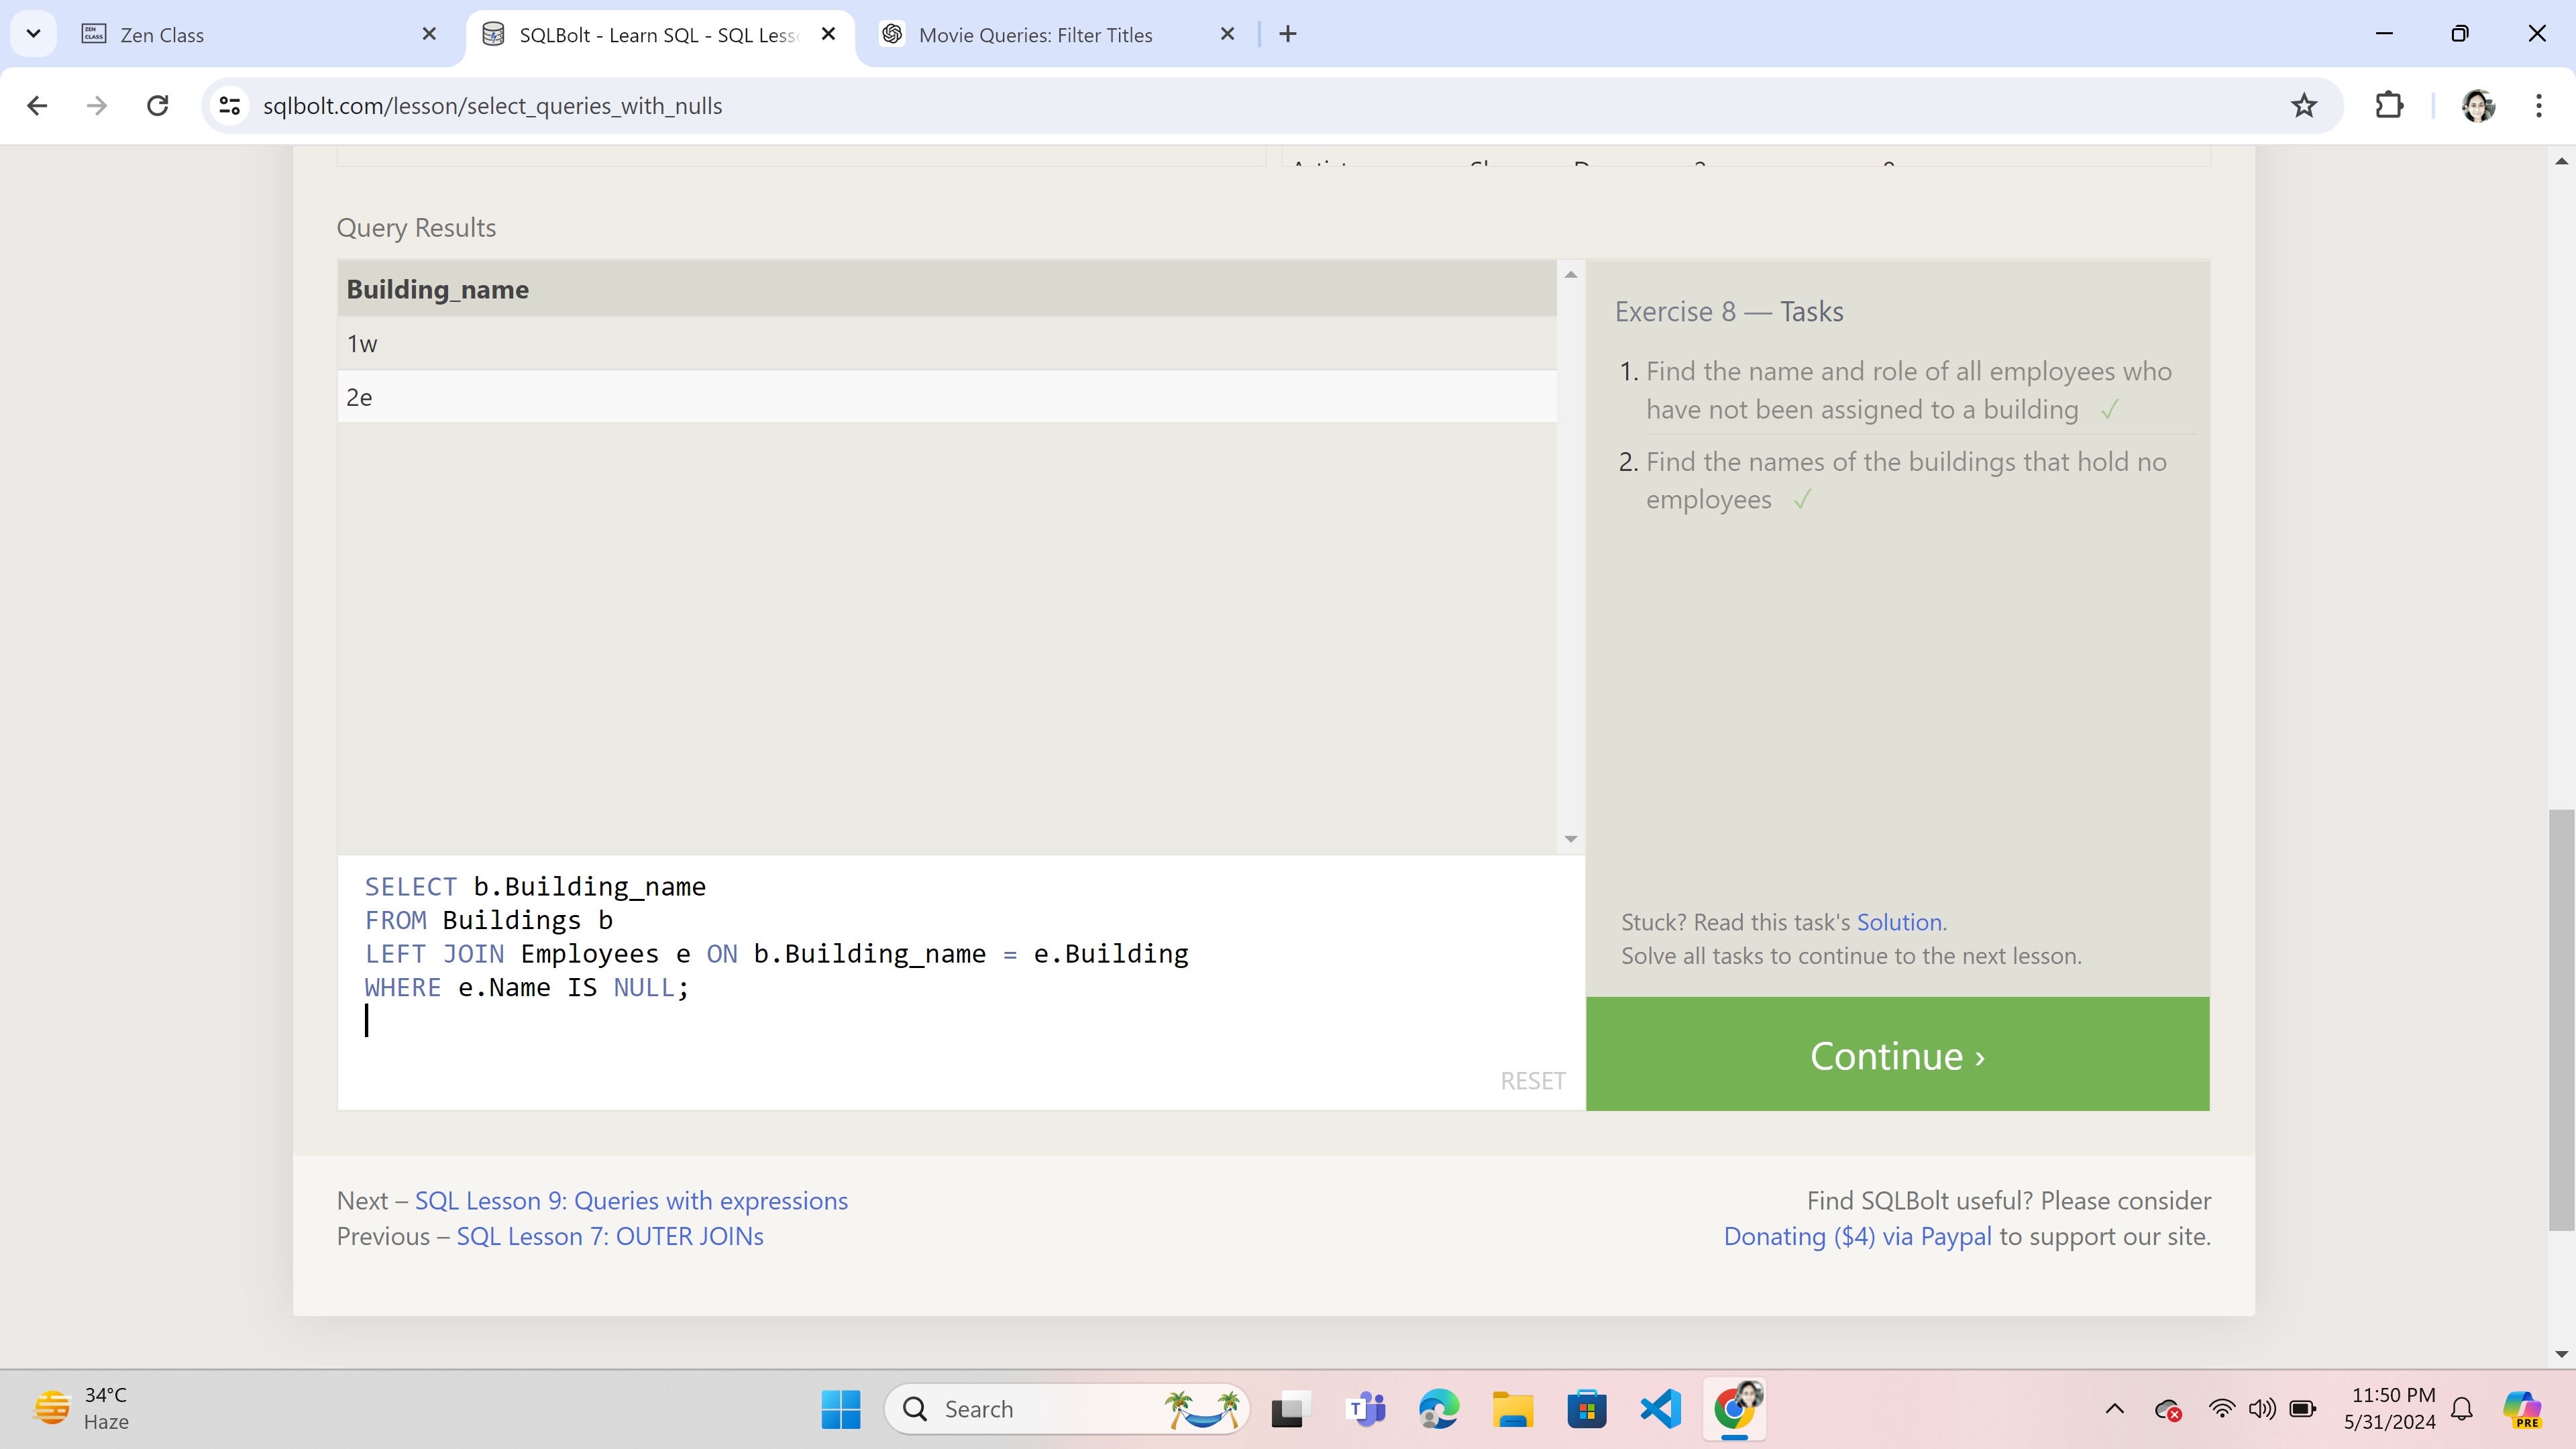 Zen Class
SQLBolt - Learn SQL - SQL Less
Movie Queries: Filter Titles
sqlbolt.com/lesson/select_queries_with_nulls
Query Results
Building_name
1w
2e
Exercise 8 — Tasks
1. Find the name and role of all employees who
have not been assigned to a building ✓
2. Find the names of the buildings that hold no
employees ✓
SELECT b.Building_name
FROM Buildings b
LEFT JOIN Employees e ON b.Building_name = e.Building
WHERE e.Name IS NULL;
RESET
Stuck? Read this task's Solution.
Solve all tasks to continue to the next lesson.
Continue ›
Next – SQL Lesson 9: Queries with expressions
Previous – SQL Lesson 7: OUTER JOINs
Find SQLBolt useful? Please consider
Donating ($4) via Paypal to support our site.
34°C
Haze
Search
11:50 PM
5/31/2024
PRE